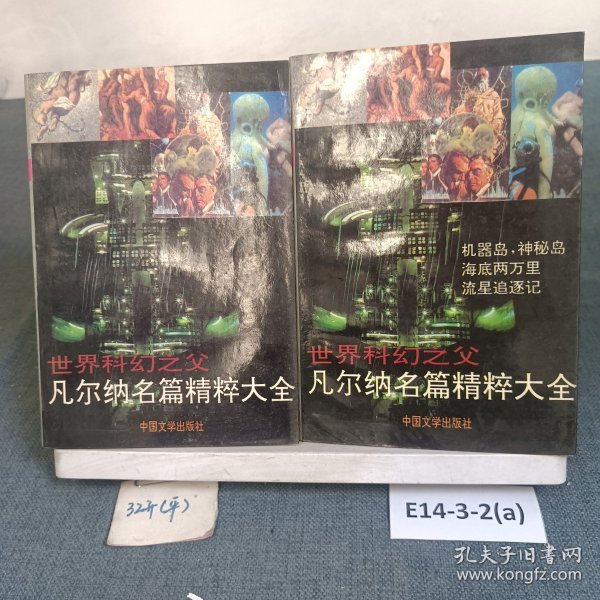 世界科幻之父
凡尔纳名篇精粹大全
中国文学出版社
机器岛，神秘岛
海底两万里
流星追逐记
世界科幻之父
凡尔纳名篇精粹大全
中国文学出版社
32开(平)
E14-3-2(a)
孔夫子旧书网
www.kongfz.com